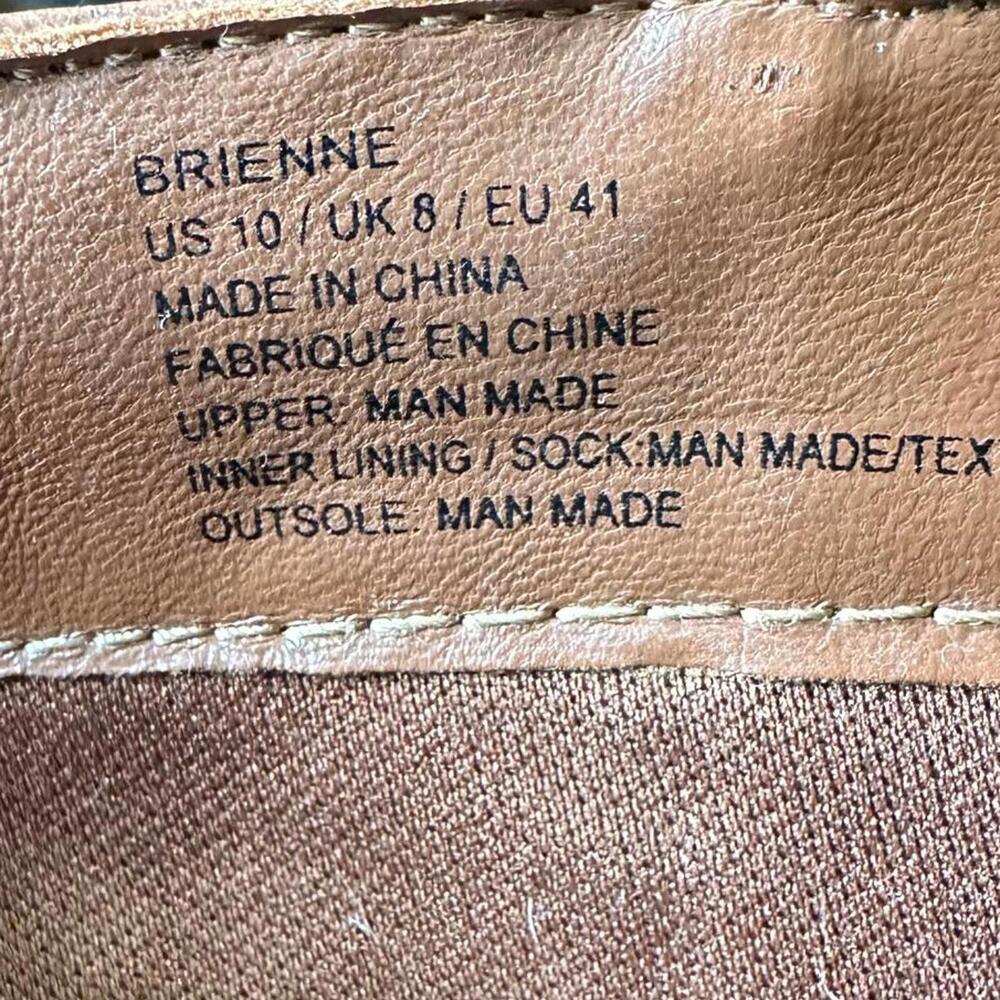 BRIENNE
US 10 / UK 8 / EU 41
MADE IN CHINA
FABRIQUÉ EN CHINE
UPPER: MAN MADE
INNER LINING / SOCK:MAN MADE/TEX
OUTSOLE: MAN MADE